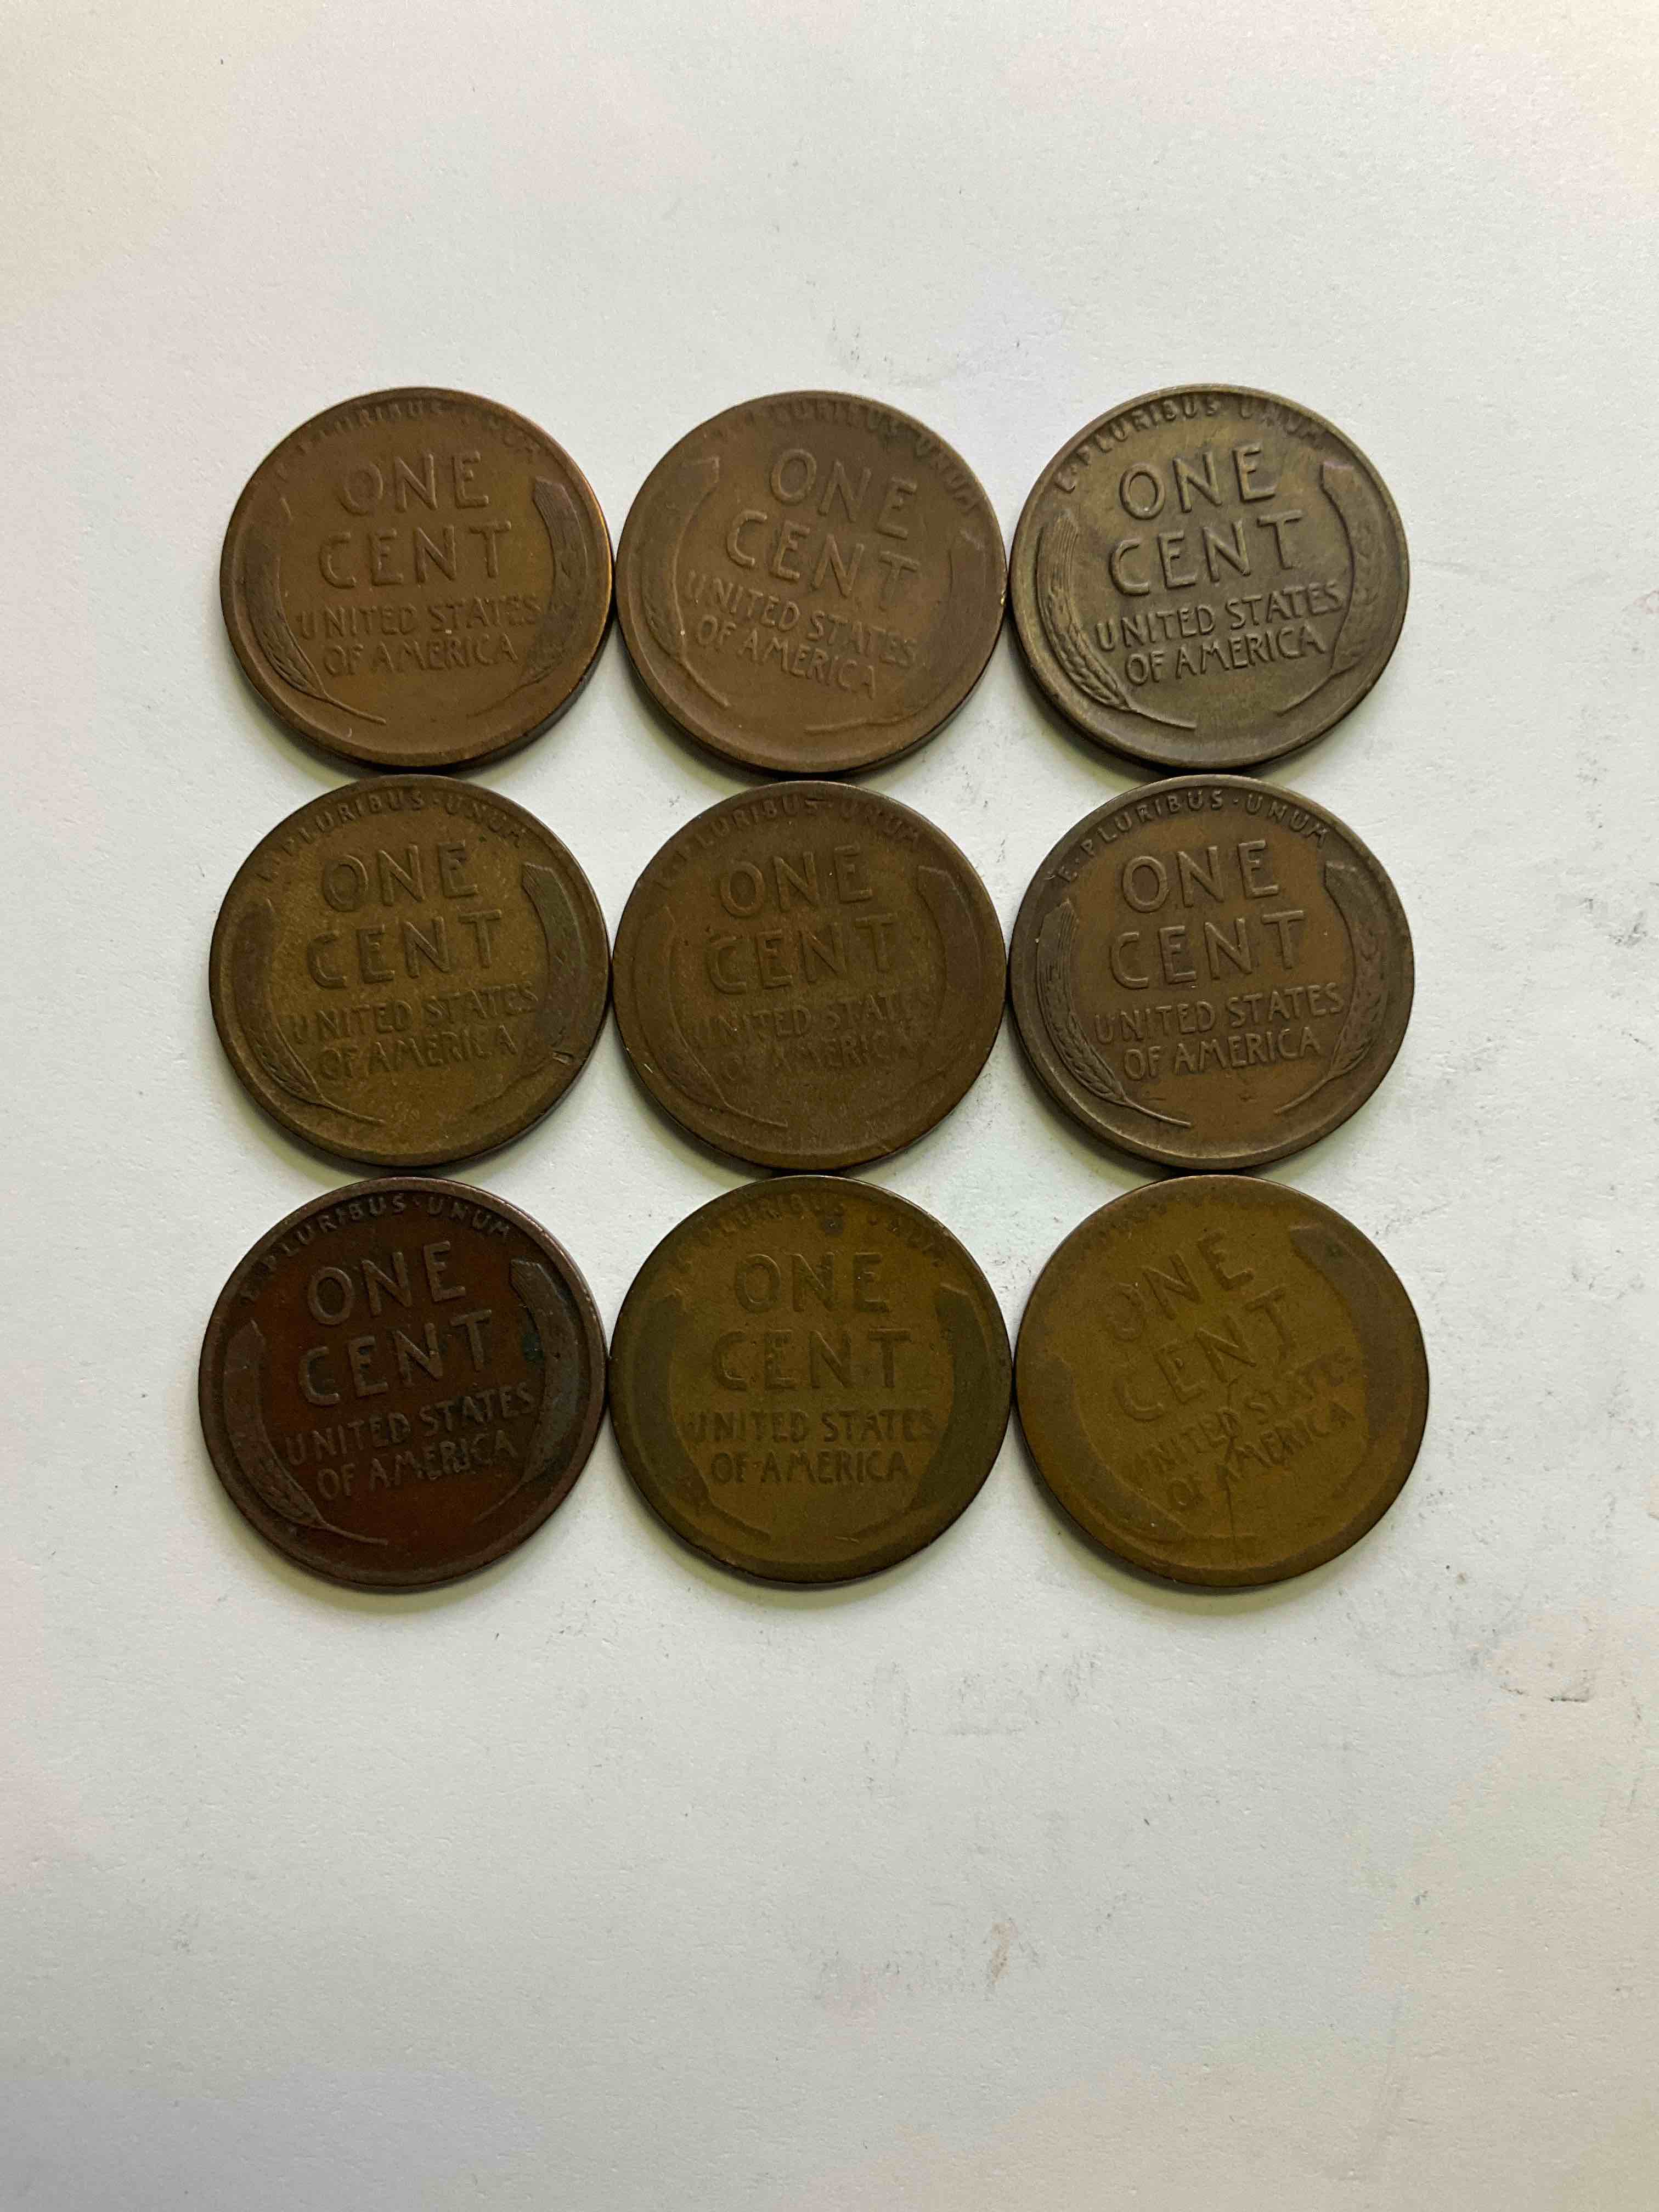 E·PLURIBUS·UNUM
ONE
CENT
UNITED STATES
OF AMERICA
PLURIBUS·UNUM
ONE
CENT
UNITED STATES
OF AMERICA
E·PLURIBUS·UNUM
ONE
CENT
UNITED STATES
OF AMERICA
E·PLURIBUS·UNUM
ONE
CENT
UNITED STATES
OF AMERICA
E·PLURIBUS·UNUM
ONE
CENT
UNITED STATES
OF AMERICA
E·PLURIBUS·UNUM
ONE
CENT
UNITED STATES
OF AMERICA
E·PLURIBUS·UNUM
ONE
CENT
UNITED STATES
OF AMERICA
PLURIBUS·UNUM
ONE
CENT
UNITED STATES
OF AMERICA
ONE
CENT
UNITED STATES
OF AMERICA